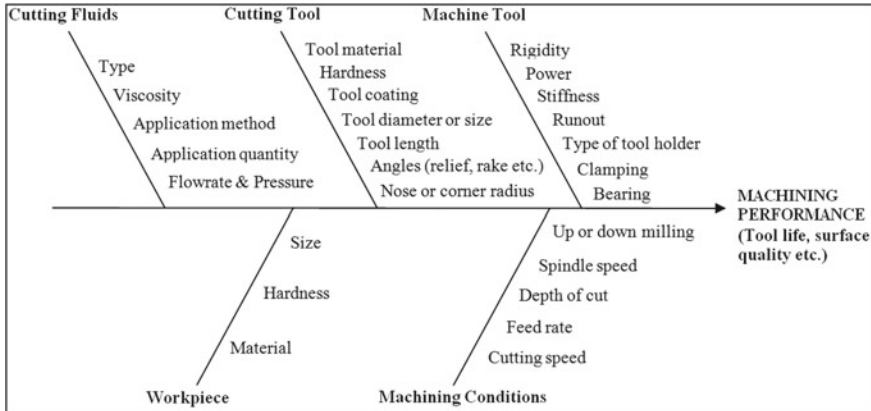 Cutting Fluids
Type
Viscosity
Application method
Application quantity
Flowrate & Pressure
Cutting Tool
Tool material
Hardness
Tool coating
Tool diameter or size
Tool length
Angles (relief, rake etc.)
Nose or corner radius
Machine Tool
Rigidity
Power
Stiffness
Runout
Type of tool holder
Clamping
Bearing
MACHINING
PERFORMANCE
(Tool life, surface
quality etc.)
Size
Hardness
Material
Workpiece
Up or down milling
Spindle speed
Depth of cut
Feed rate
Cutting speed
Machining Conditions